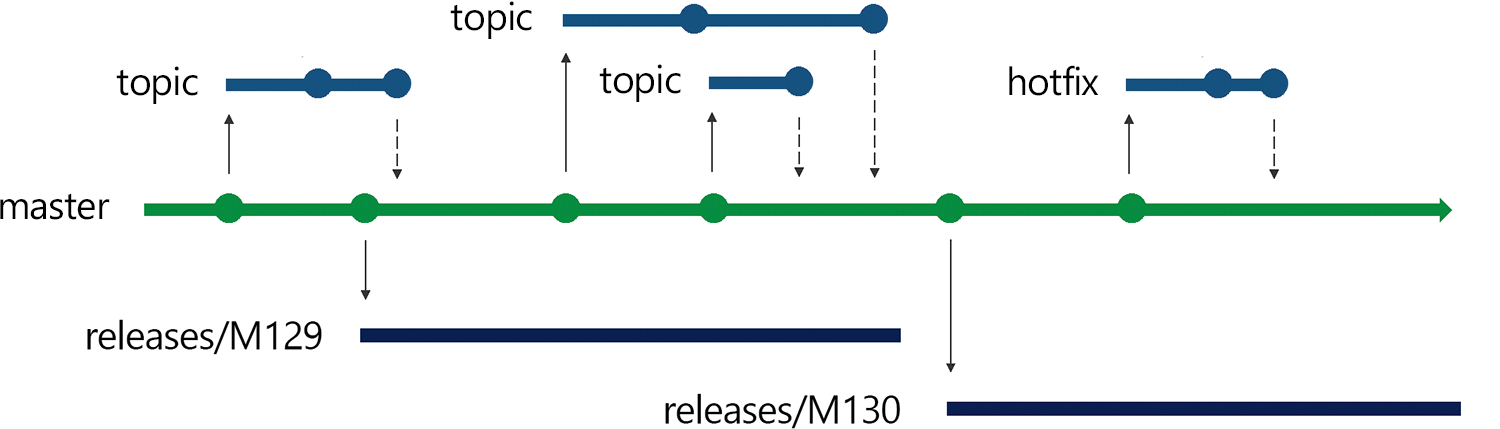 topic
topic
topic
hotfix
master
releases/M129
releases/M130